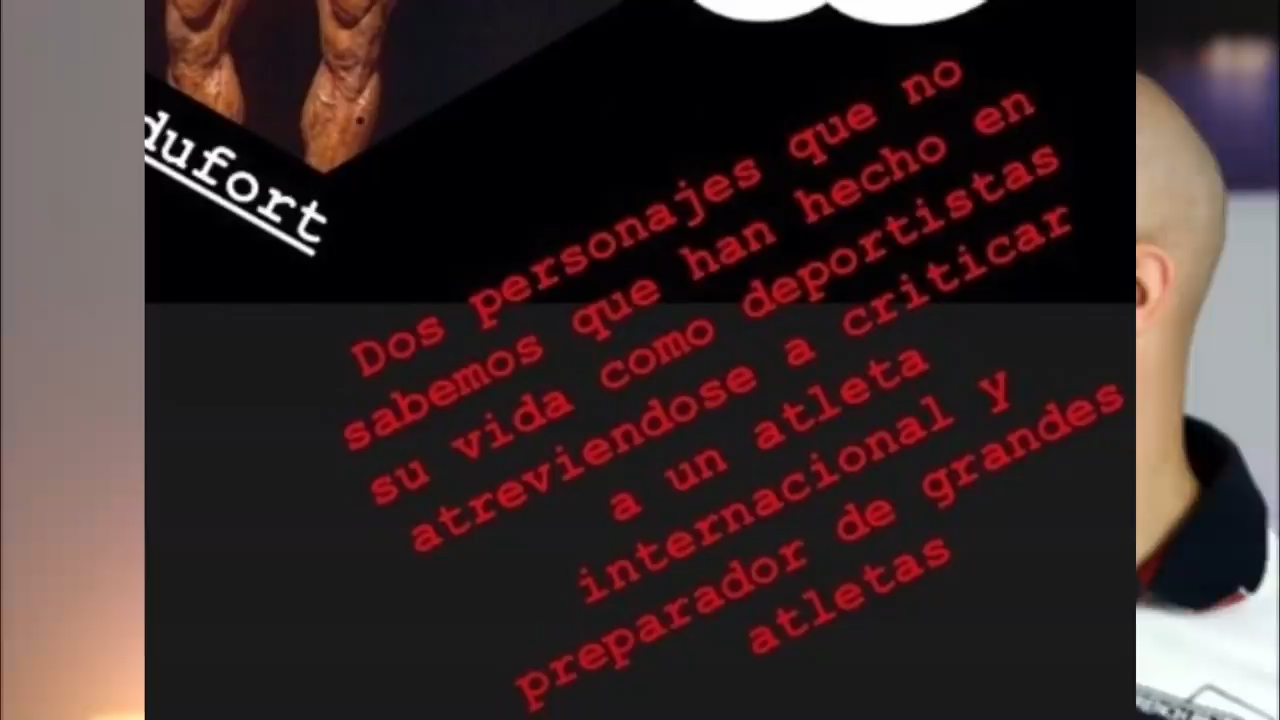 dufort
Dos personajes que no
sabemos que han hecho en
su vida como deportistas
atreviendose a criticar
a un atleta
internacional y
preparador de grandes
atletas